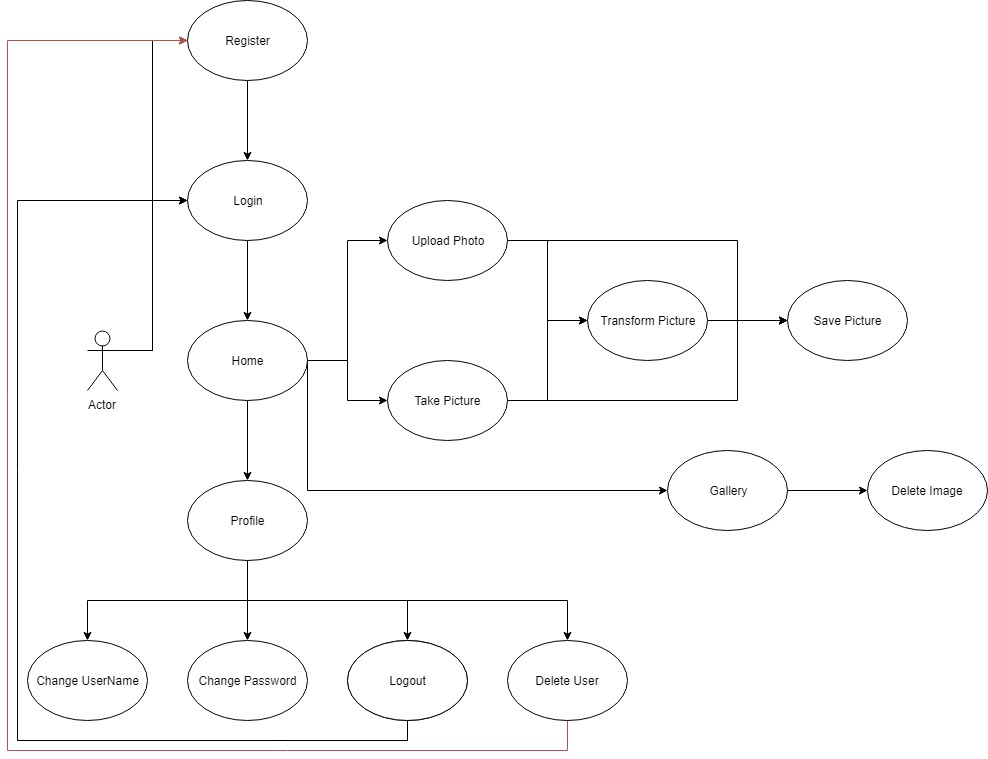 Register
Login
Upload Photo
Transform Picture
Save Picture
Home
Take Picture
Actor
Gallery
Delete Image
Profile
Change UserName
Change Password
Logout
Delete User